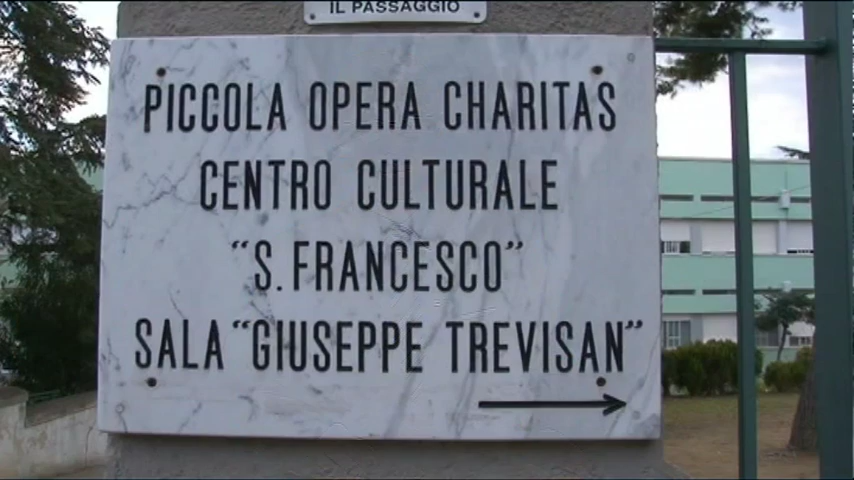 IL PASSAGGIO
PICCOLA OPERA CHARITAS
CENTRO CULTURALE
“S. FRANCESCO”
SALA “GIUSEPPE TREVISAN”